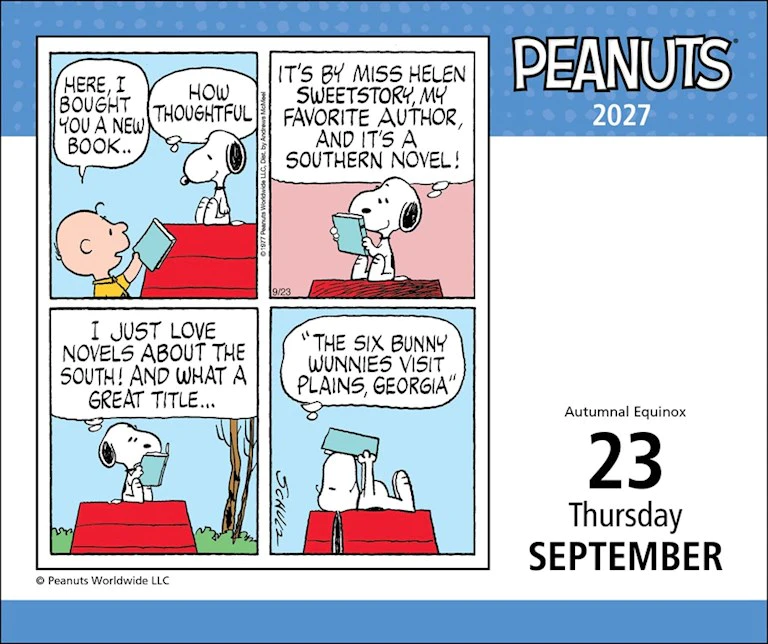 HERE, I
BOUGHT
YOU A NEW
BOOK..
HOW
THOUGHTFUL
©1977 Peanuts Worldwide LLC, Dist. by Andrews McMeel
IT'S BY MISS HELEN
SWEETSTORY, MY
FAVORITE AUTHOR,
AND IT'S A
SOUTHERN NOVEL!
9/23
I JUST LOVE
NOVELS ABOUT THE
SOUTH! AND WHAT A
GREAT TITLE...
"THE SIX BUNNY
WUNNIES VISIT
PLAINS, GEORGIA"
SCHULZ
© Peanuts Worldwide LLC
PEANUTS®
2027
Autumnal Equinox
23
Thursday
SEPTEMBER